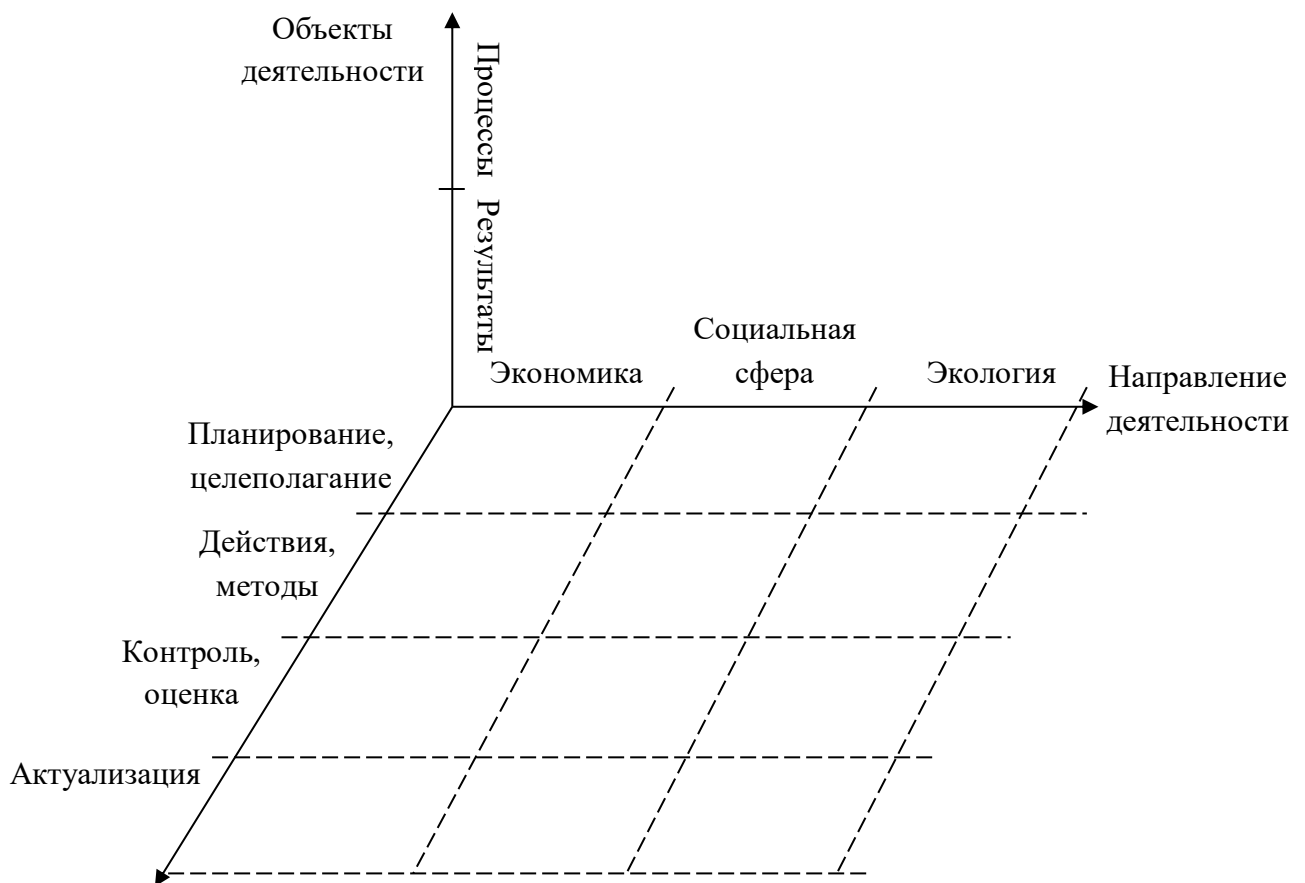 Объекты
деятельности
Процессы
Результаты
Социальная
сфера
Экономика
Экология
Направление
деятельности
Планирование,
целеполагание
Действия,
методы
Контроль,
оценка
Актуализация